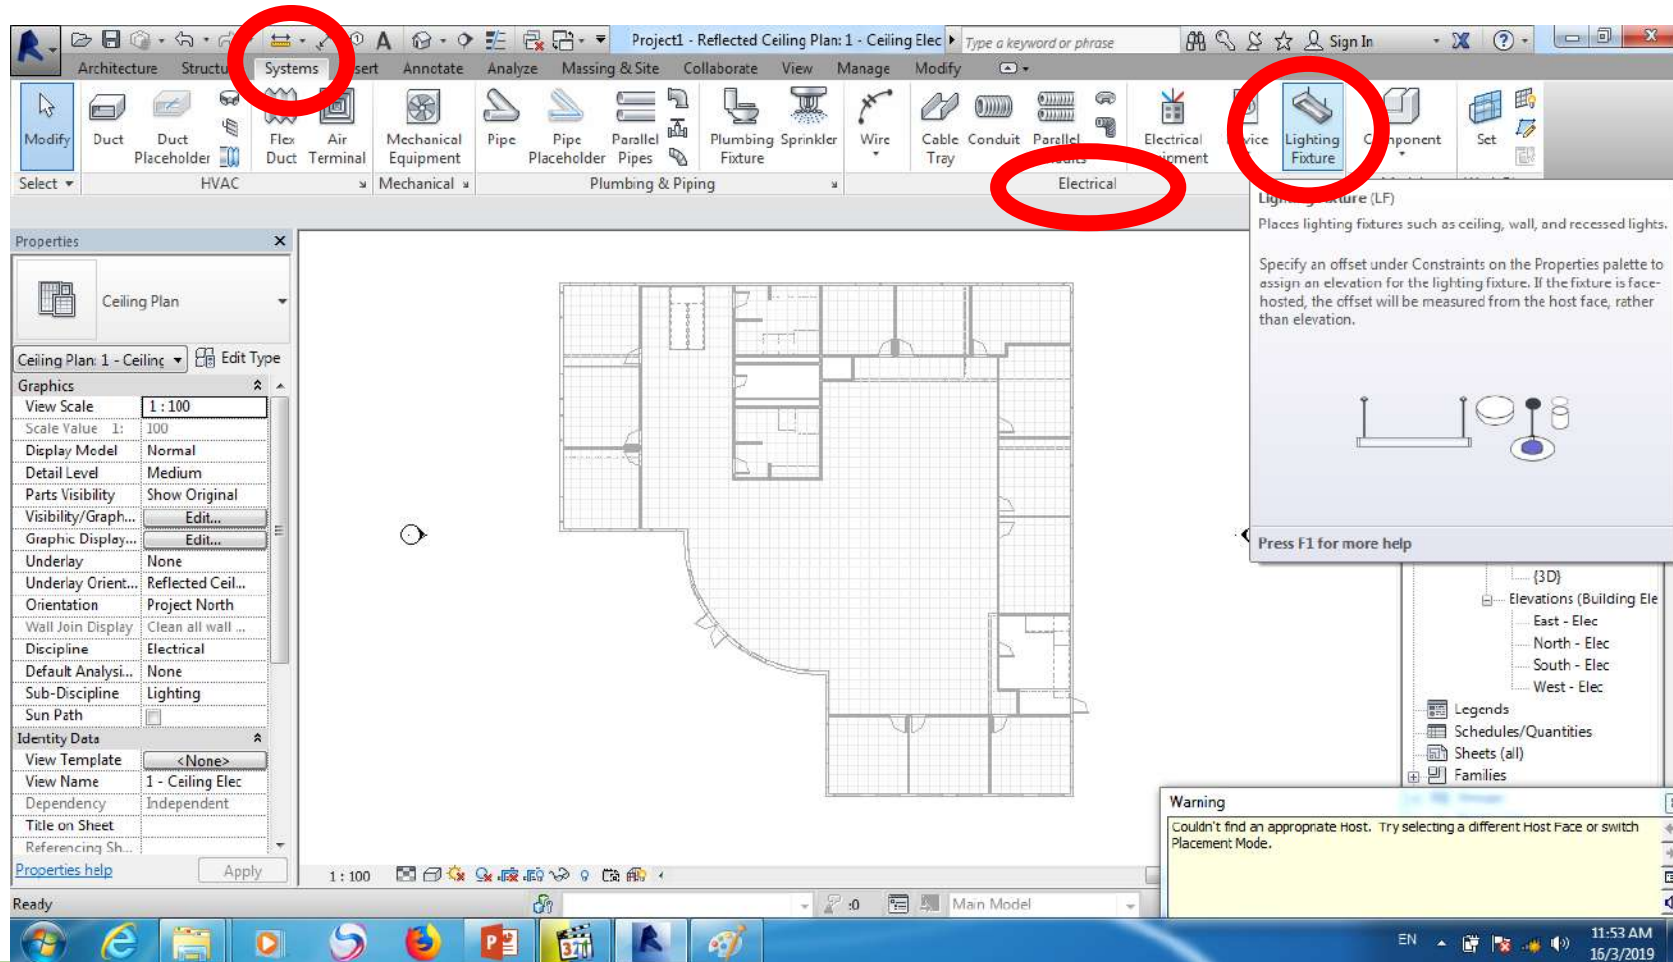 Project1 - Reflected Ceiling Plan: 1 - Ceiling Elec
Type a keyword or phrase
Sign In
Architecture
Systems
Annotate Analyze Massing & Site Collaborate View Manage Modify
Modify
Duct
Duct
Placeholder
Flex
Duct
Air
Terminal
Mechanical
Equipment
Pipe
Pipe
Placeholder
Parallel
Pipes
Plumbing
Fixture
Sprinkler
Wire
Cable
Tray
Conduit
Parallel
Electrical
Lighting
Fixture
Set
Select
HVAC
Mechanical
Plumbing & Piping
Electrical
(LF)
Places lighting fixtures such as ceiling, wall, and recessed lights.
Specify an offset under Constraints on the Properties palette to
assign an elevation for the lighting fixture. If the fixture is face-
hosted, the offset will be measured from the host face, rather
than elevation.
Press F1 for more help
Properties
Ceiling Plan
Ceiling Plan: 1 - Ceiling
Edit Type
Graphics
View Scale 1 : 100
Scale Value 1: 100
Display Model Normal
Detail Level Medium
Parts Visibility Show Original
Visibility/Graph... Edit...
Graphic Display... Edit...
Underlay None
Underlay Orient... Reflected Ceil...
Orientation Project North
Wall Join Display Clean all wall ...
Discipline Electrical
Default Analysi... None
Sub-Discipline Lighting
Sun Path
Identity Data
View Template <None>
View Name 1 - Ceiling Elec
Dependency Independent
Title on Sheet
Referencing Sh...
Properties help
Apply
{3D}
Elevations (Building Ele
East - Elec
North - Elec
South - Elec
West - Elec
Legends
Schedules/Quantities
Sheets (all)
Families
Warning
Couldn't find an appropriate Host. Try selecting a different Host Face or switch
Placement Mode.
1 : 100
Ready
:0
Main Model
EN
11:53 AM
16/3/2019